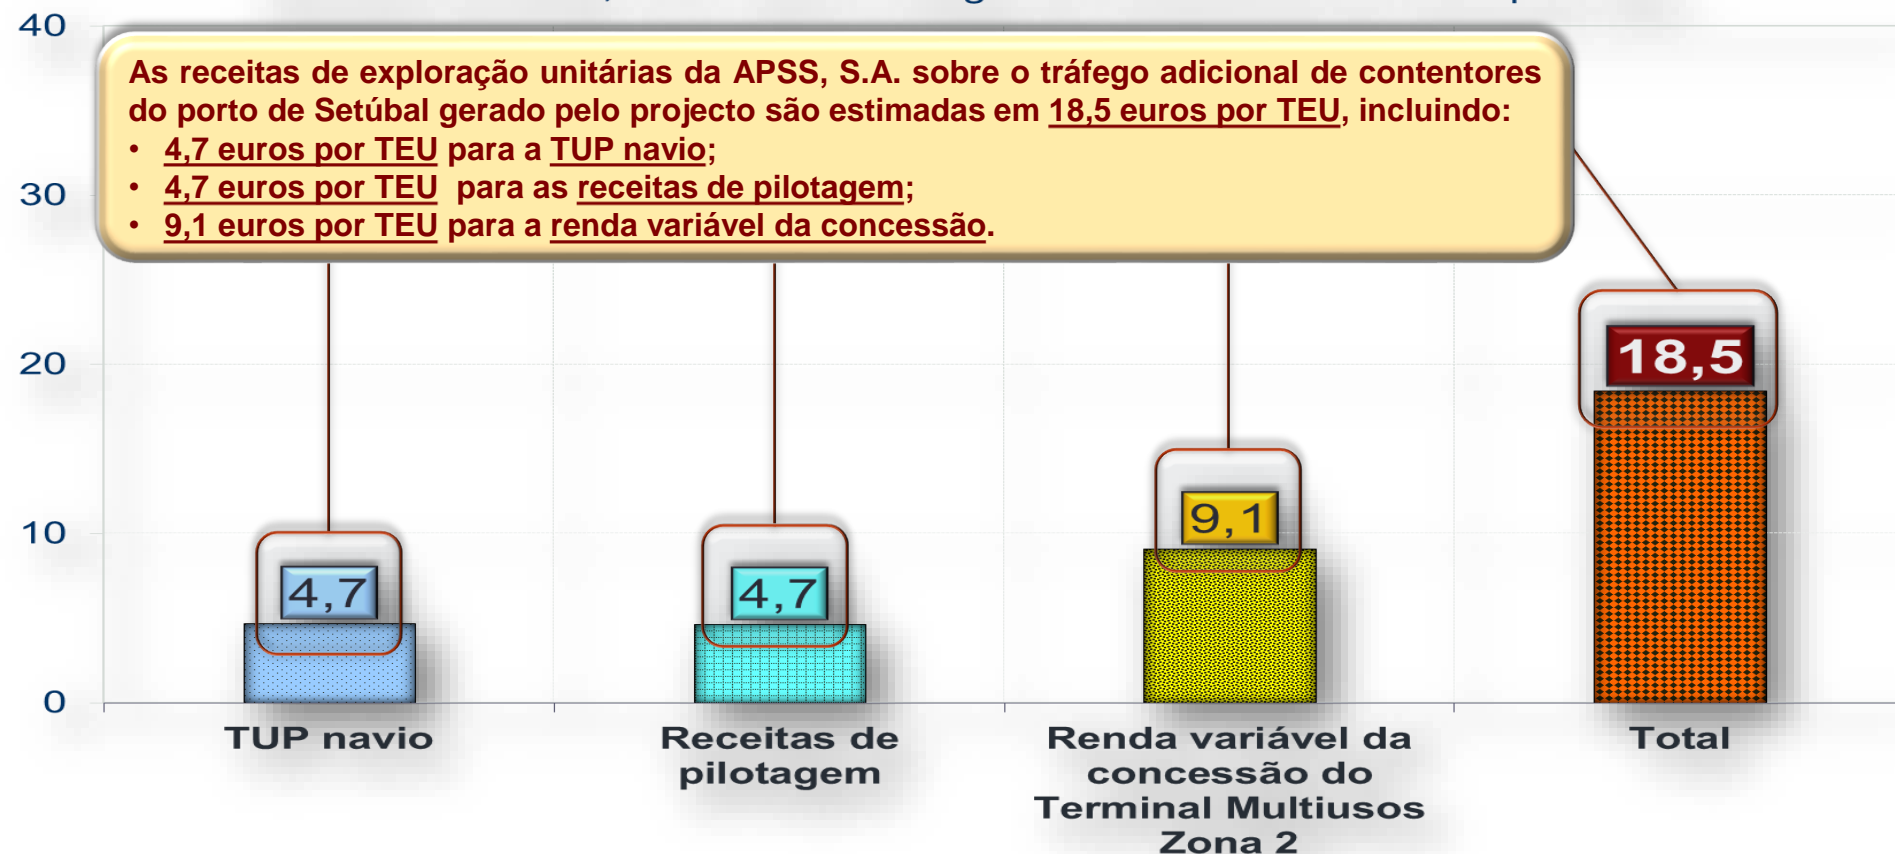 40
As receitas de exploração unitárias da APSS, S.A. sobre o tráfego adicional de contentores
do porto de Setúbal gerado pelo projecto são estimadas em 18,5 euros por TEU, incluindo:
• 4,7 euros por TEU para a TUP navio;
• 4,7 euros por TEU para as receitas de pilotagem;
• 9,1 euros por TEU para a renda variável da concessão.
30
20
10
0
4,7
4,7
9,1
18,5
TUP navio
Receitas de
pilotagem
Renda variável da
concessão do
Terminal Multiusos
Zona 2
Total